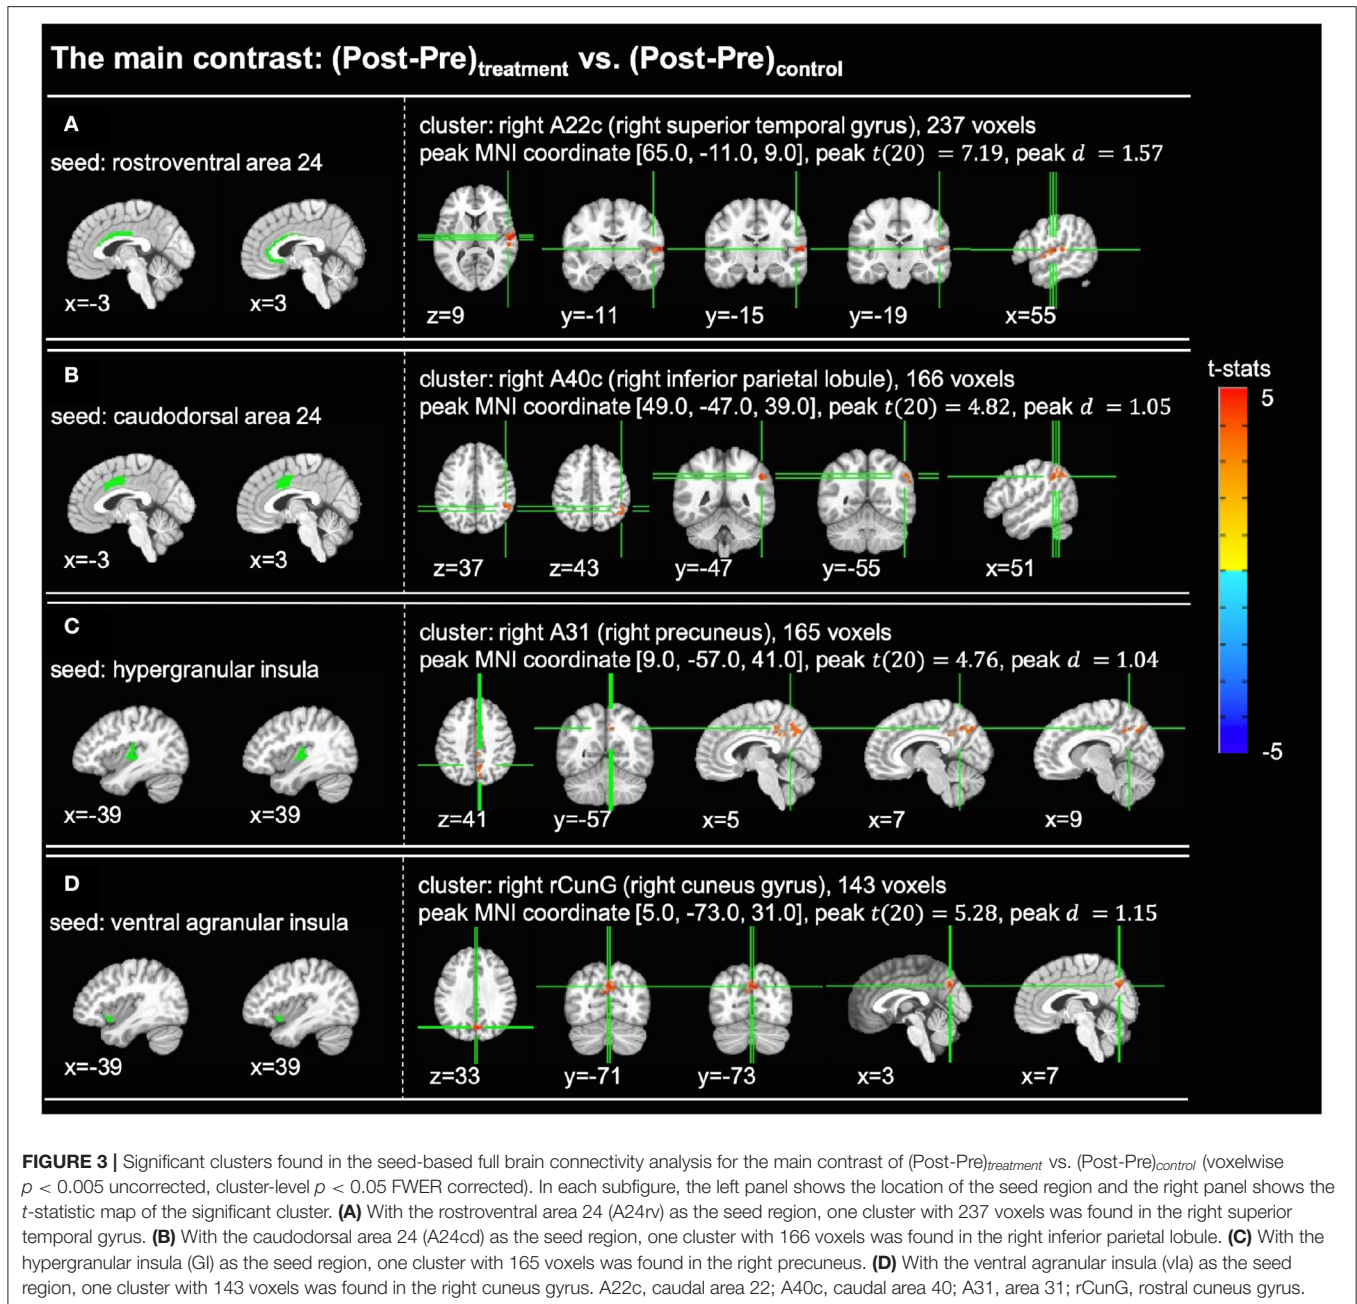 The main contrast: (Post-Pre)treatment vs. (Post-Pre)control
A
seed: rostroventral area 24
x=-3
x=3
cluster: right A22c (right superior temporal gyrus), 237 voxels
peak MNI coordinate [65.0, -11.0, 9.0], peak t(20) = 7.19, peak d = 1.57
z=9
y=-11
y=-15
y=-19
x=55
B
seed: caudodorsal area 24
x=-3
x=3
cluster: right A40c (right inferior parietal lobule), 166 voxels
peak MNI coordinate [49.0, -47.0, 39.0], peak t(20) = 4.82, peak d = 1.05
z=37
z=43
y=-47
y=-55
x=51
C
seed: hypergranular insula
x=-39
x=39
cluster: right A31 (right precuneus), 165 voxels
peak MNI coordinate [9.0, -57.0, 41.0], peak t(20) = 4.76, peak d = 1.04
z=41
y=-57
x=5
x=7
x=9
D
seed: ventral agranular insula
x=-39
x=39
cluster: right rCunG (right cuneus gyrus), 143 voxels
peak MNI coordinate [5.0, -73.0, 31.0], peak t(20) = 5.28, peak d = 1.15
z=33
y=-71
y=-73
x=3
x=7
t-stats
5
-5
FIGURE 3 | Significant clusters found in the seed-based full brain connectivity analysis for the main contrast of (Post-Pre)treatment vs. (Post-Pre)control (voxelwise
p < 0.005 uncorrected, cluster-level p < 0.05 FWER corrected). In each subfigure, the left panel shows the location of the seed region and the right panel shows the
t-statistic map of the significant cluster. (A) With the rostroventral area 24 (A24rv) as the seed region, one cluster with 237 voxels was found in the right superior
temporal gyrus. (B) With the caudodorsal area 24 (A24cd) as the seed region, one cluster with 166 voxels was found in the right inferior parietal lobule. (C) With the
hypergranular insula (GI) as the seed region, one cluster with 165 voxels was found in the right precuneus. (D) With the ventral agranular insula (vIa) as the seed
region, one cluster with 143 voxels was found in the right cuneus gyrus. A22c, caudal area 22; A40c, caudal area 40; A31, area 31; rCunG, rostral cuneus gyrus.